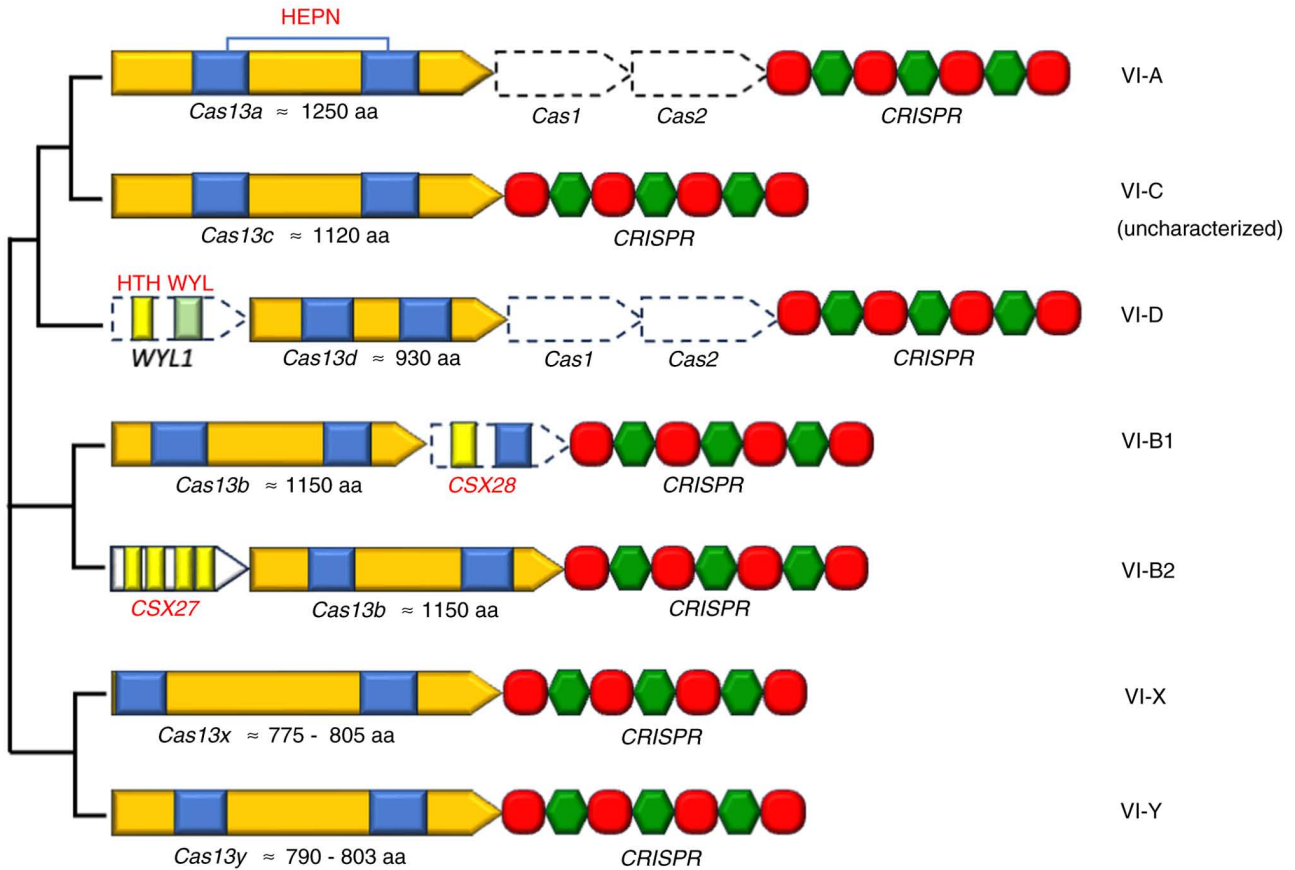 HEPN
VI-A
Cas13a ≈ 1250 aa
Cas1
Cas2
CRISPR
VI-C
(uncharacterized)
Cas13c ≈ 1120 aa
CRISPR
HTH WYL
VI-D
WYL1
Cas13d ≈ 930 aa
Cas1
Cas2
CRISPR
VI-B1
Cas13b ≈ 1150 aa
CSX28
CRISPR
VI-B2
CSX27
Cas13b ≈ 1150 aa
CRISPR
VI-X
Cas13x ≈ 775 - 805 aa
CRISPR
VI-Y
Cas13y ≈ 790 - 803 aa
CRISPR